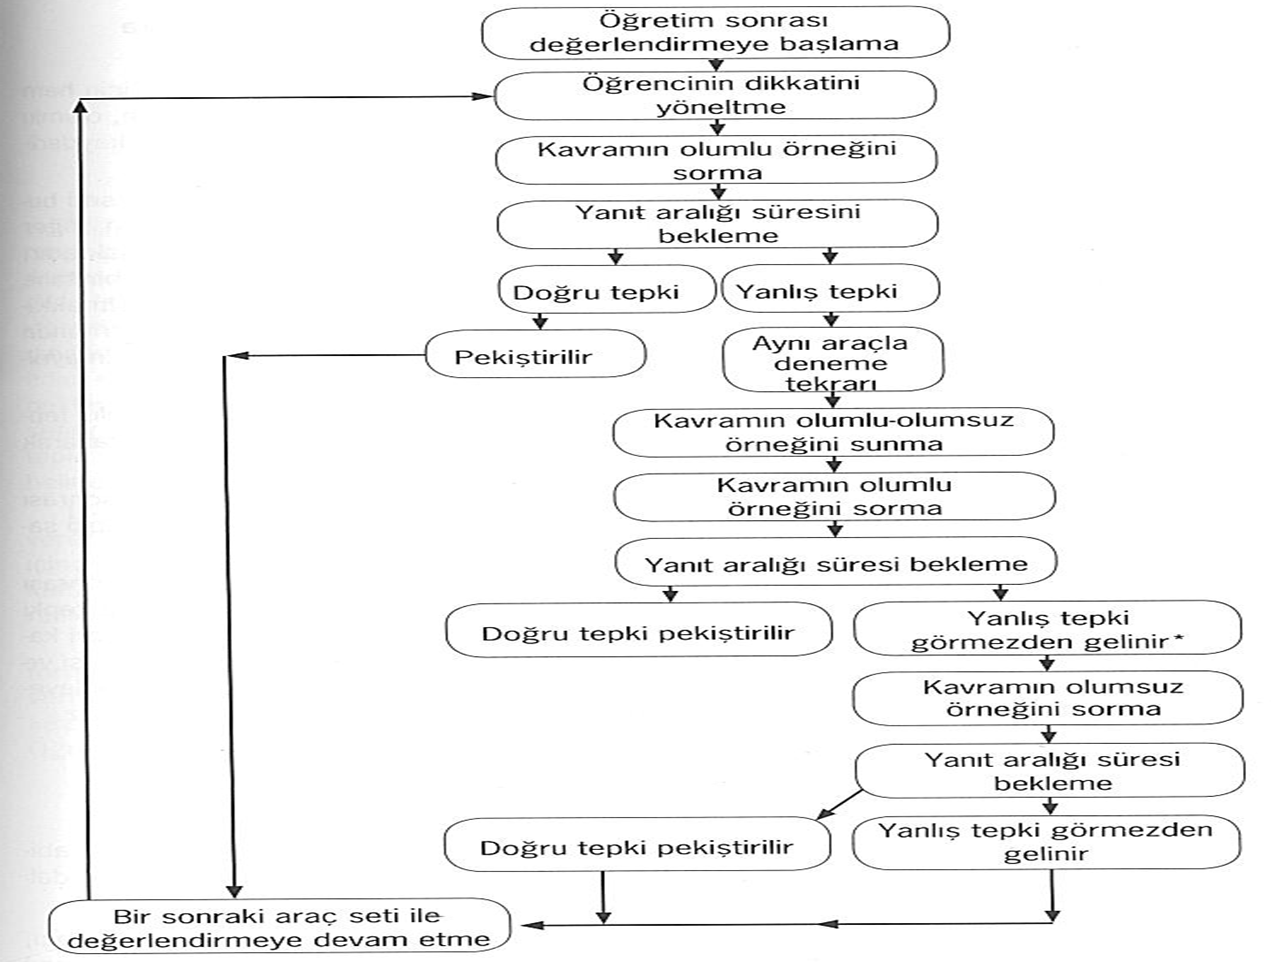 Öğretim sonrası
değerlendirmeye başlama
Öğrencinin dikkatini
yöneltme
Kavramın olumlu örneğini
sorma
Yanıt aralığı süresini
bekleme
Doğru tepki
Yanlış tepki
Pekiştirilir
Aynı araçla
deneme
tekrarı
Kavramın olumlu-olumsuz
örneğini sunma
Kavramın olumlu
örneğini sorma
Yanıt aralığı süresi bekleme
Doğru tepki pekiştirilir
Yanlış tepki
görmezden gelinir*
Kavramın olumsuz
örneğini sorma
Yanıt aralığı süresi
bekleme
Doğru tepki pekiştirilir
Yanlış tepki görmezden
gelinir
Bir sonraki araç seti ile
değerlendirmeye devam etme